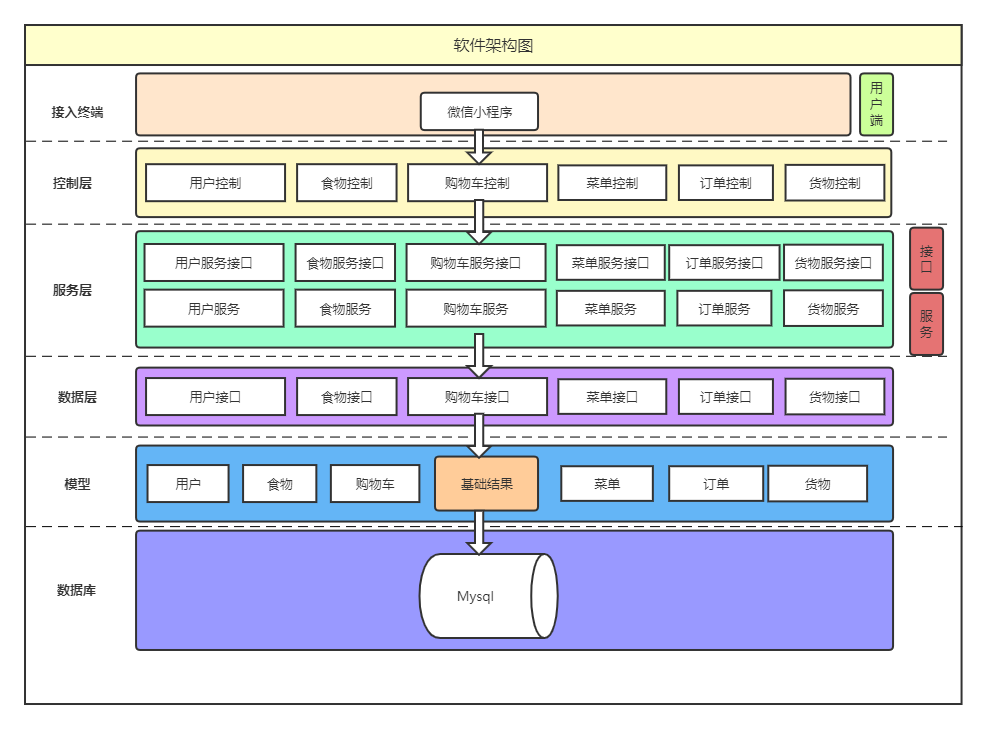 软件架构图
接入终端
微信小程序
用
户
端
控制层
用户控制
食物控制
购物车控制
菜单控制
订单控制
货物控制
服务层
用户服务接口
食物服务接口
购物车服务接口
菜单服务接口
订单服务接口
货物服务接口
接
口
用户服务
食物服务
购物车服务
菜单服务
订单服务
货物服务
服
务
数据层
用户接口
食物接口
购物车接口
菜单接口
订单接口
货物接口
模型
用户
食物
购物车
基础结果
菜单
订单
货物
数据库
Mysql